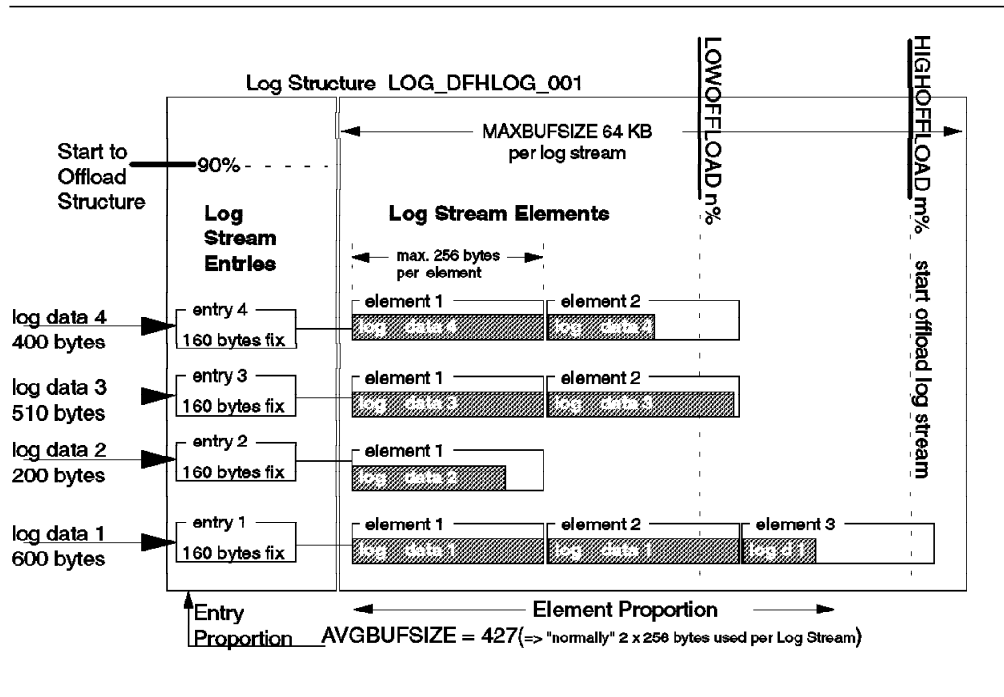 Log Structure LOG_DFHLOG_001
LOWOFFLOAD n%
HIGHOFFLOAD m% start offload log stream
MAXBUFSIZE 64 KB
per log stream
Start to
Offload
Structure
90%
Log
Stream
Entries
Log Stream Elements
max. 256 bytes
per element
log data 4
400 bytes
entry 4
160 bytes fix
element 1
log data 4
element 2
log data 4
log data 3
510 bytes
entry 3
160 bytes fix
element 1
log data 3
element 2
log data 3
log data 2
200 bytes
entry 2
160 bytes fix
element 1
log data 2
log data 1
600 bytes
entry 1
160 bytes fix
element 1
log data 1
element 2
log data 1
element 3
log d 1
Entry
Proportion
Element Proportion
AVGBUFSIZE = 427(=> "normally" 2 x 256 bytes used per Log Stream)